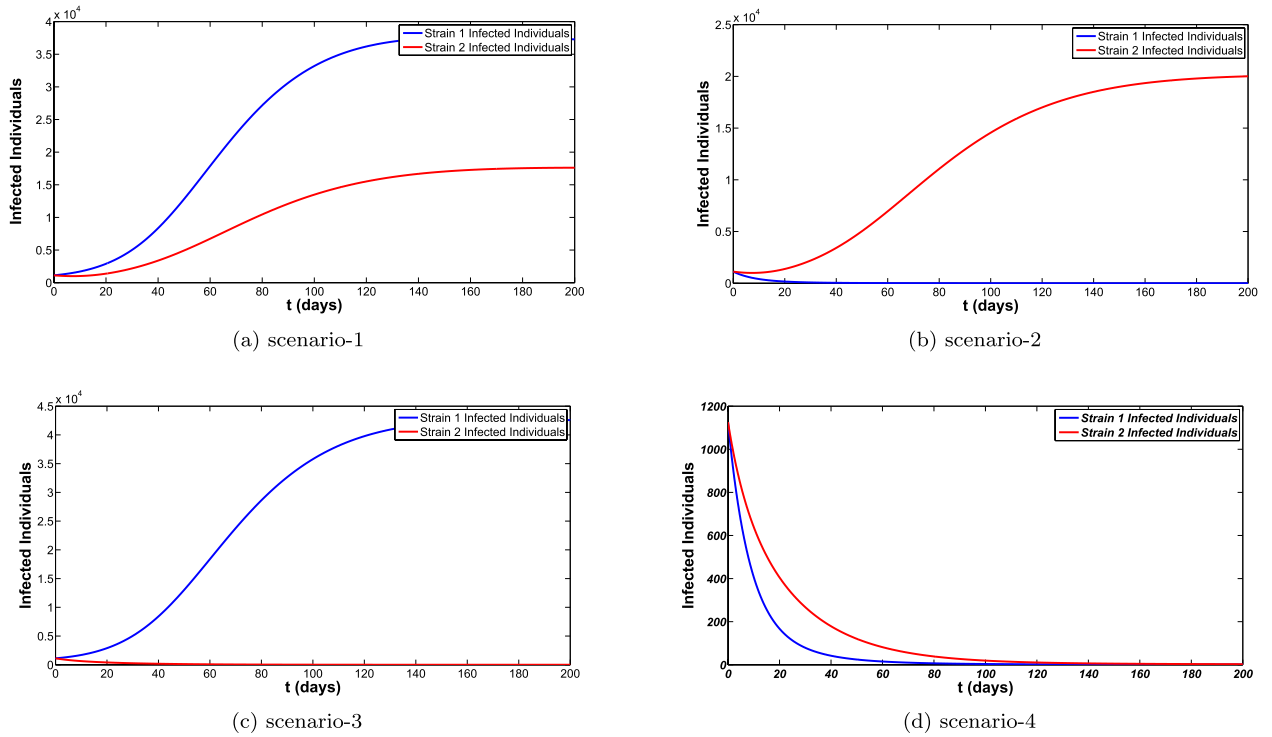 x 10⁴
4
3.5
3
2.5
2
1.5
1
0.5
0
Infected Individuals
Strain 1 Infected Individuals
Strain 2 Infected Individuals
0 20 40 60 80 100 120 140 160 180 200
t (days)
(a) scenario-1
x 10⁴
2.5
2
1.5
1
0.5
0
Infected Individuals
Strain 1 Infected Individuals
Strain 2 Infected Individuals
0 20 40 60 80 100 120 140 160 180 200
t (days)
(b) scenario-2
x 10⁴
4.5
4
3.5
3
2.5
2
1.5
1
0.5
0
Infected Individuals
Strain 1 Infected Individuals
Strain 2 Infected Individuals
0 20 40 60 80 100 120 140 160 180 200
t (days)
(c) scenario-3
1200
1000
800
600
400
200
0
Infected Individuals
Strain 1 Infected Individuals
Strain 2 Infected Individuals
0 20 40 60 80 100 120 140 160 180 200
t (days)
(d) scenario-4